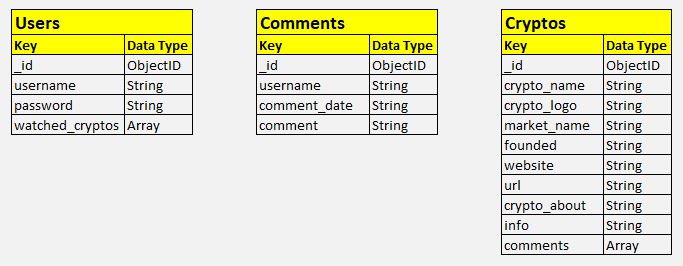 Users
Key Data Type
_id ObjectID
username String
password String
watched_cryptos Array
Comments
Key Data Type
_id ObjectID
username String
comment_date String
comment String
Cryptos
Key Data Type
_id ObjectID
crypto_name String
crypto_logo String
market_name String
founded String
website String
url String
crypto_about String
info String
comments Array